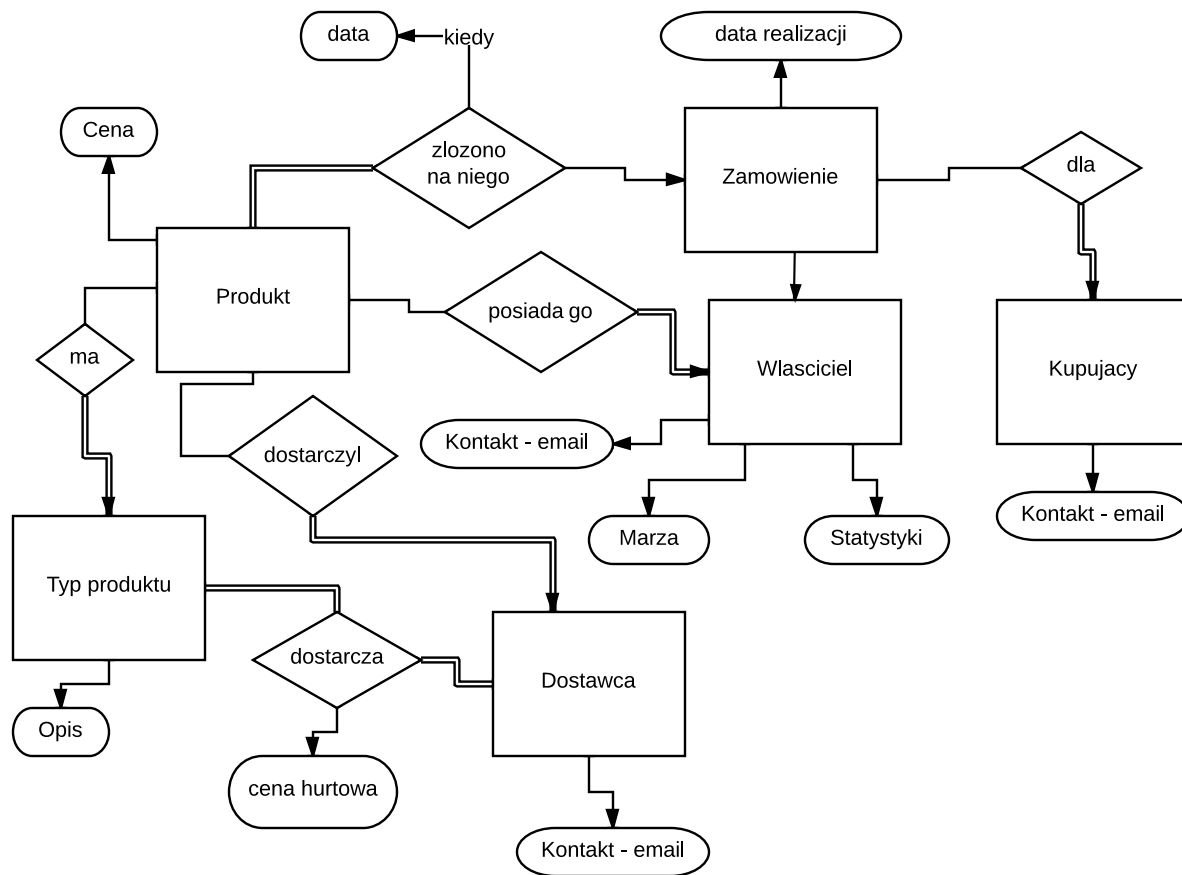 data
kiedy
data realizacji
Cena
zlozono
na niego
Zamowienie
dla
Produkt
posiada go
ma
Wlasciciel
Kupujacy
Kontakt - email
dostarczyl
Kontakt - email
Marza
Statystyki
Typ produktu
dostarcza
Dostawca
Opis
cena hurtowa
Kontakt - email